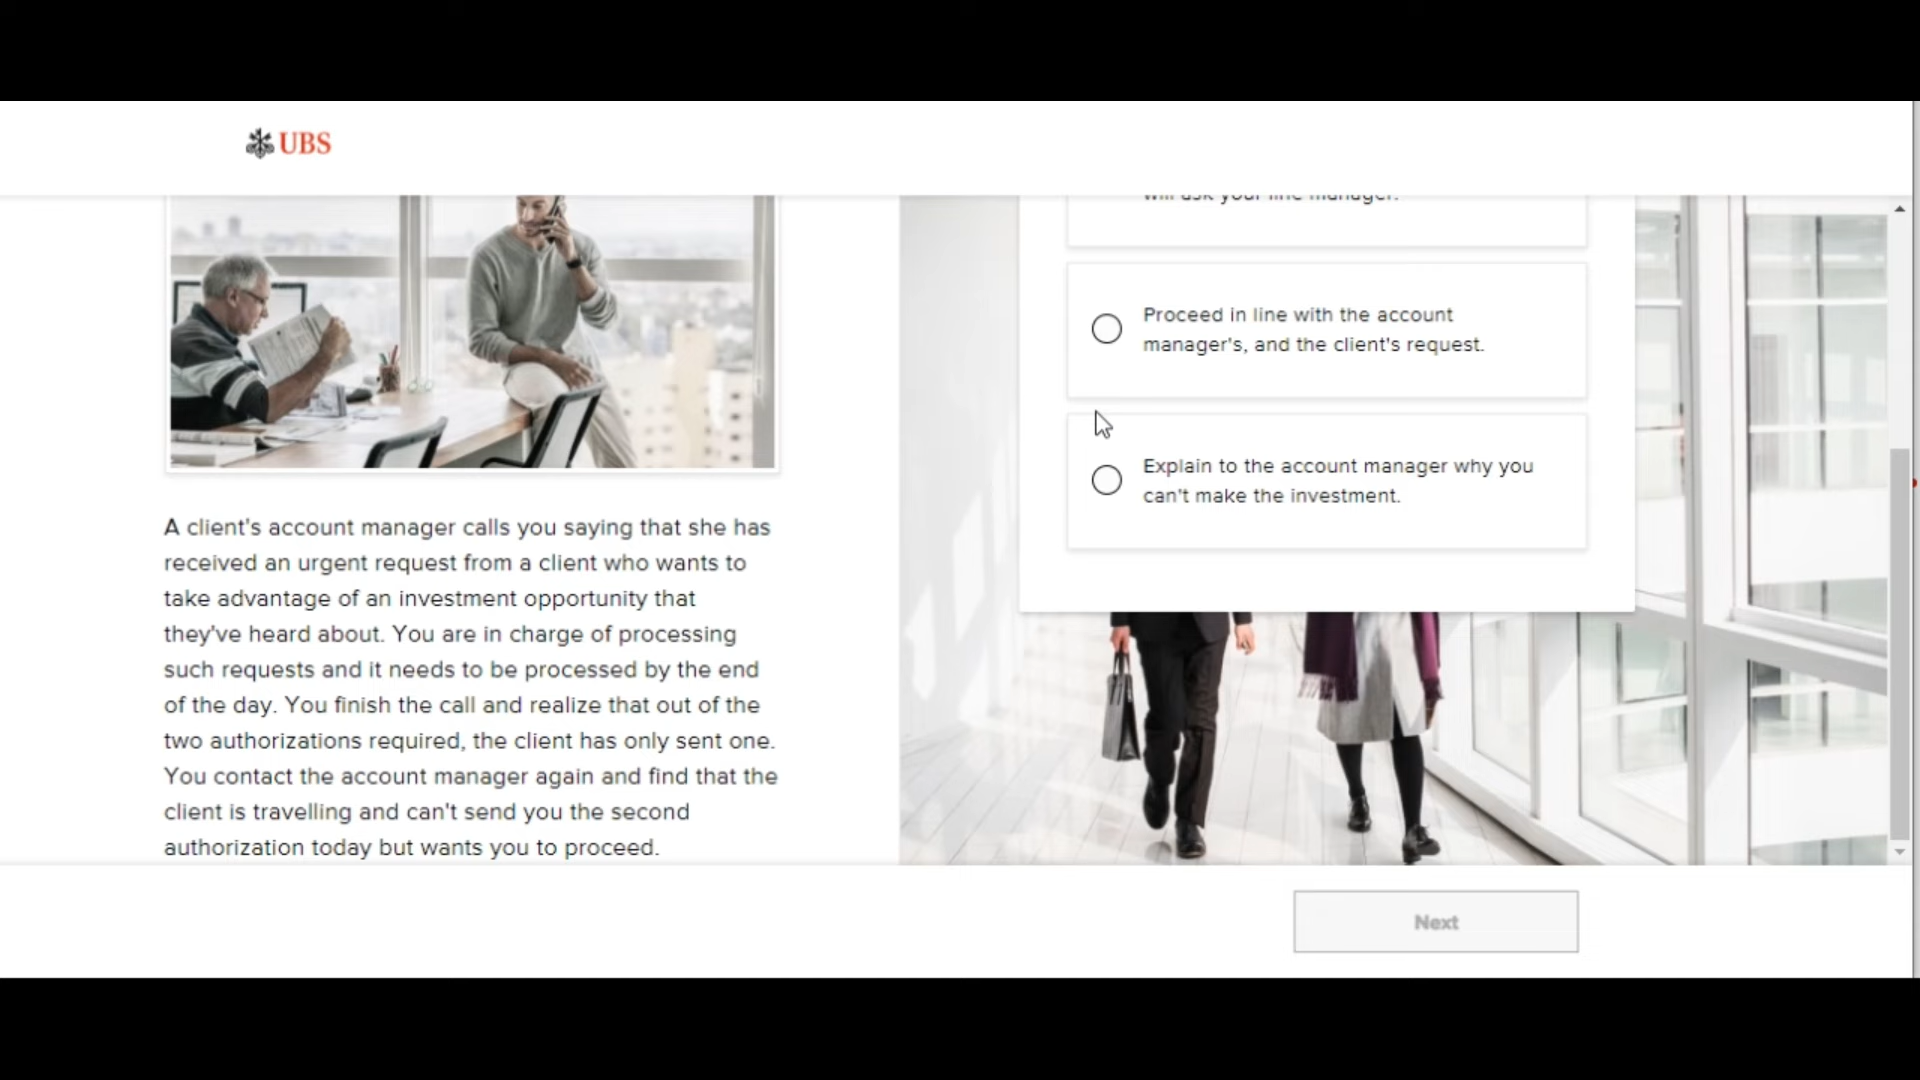 UBS
will ask your line manager.
Proceed in line with the account
manager's, and the client's request.
Explain to the account manager why you
can't make the investment.
A client's account manager calls you saying that she has
received an urgent request from a client who wants to
take advantage of an investment opportunity that
they've heard about. You are in charge of processing
such requests and it needs to be processed by the end
of the day. You finish the call and realize that out of the
two authorizations required, the client has only sent one.
You contact the account manager again and find that the
client is travelling and can't send you the second
authorization today but wants you to proceed.
Next